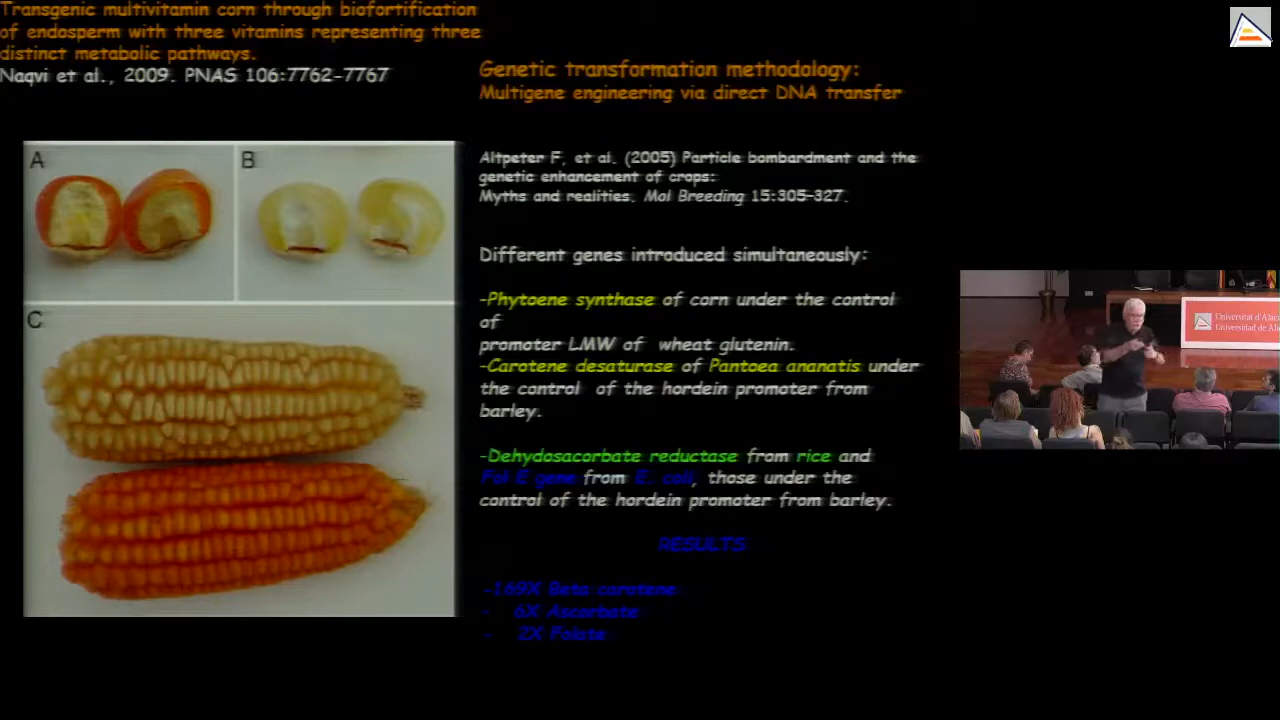 Transgenic multivitamin corn through biofortification
of endosperm with three vitamins representing three
distinct metabolic pathways.
Naqvi et al., 2009. PNAS 106:7762-7767
Genetic transformation methodology:
Multigene engineering via direct DNA transfer
A
B
C
Altpeter F, et al. (2005) Particle bombardment and the
genetic enhancement of crops:
Myths and realities. Mol Breeding 15:305-327.
Different genes introduced simultaneously:
-Phytoene synthase of corn under the control
of
promoter LMW of wheat glutenin.
-Carotene desaturase of Pantoea ananatis under
the control of the hordein promoter from
barley.
-Dehydosacorbate reductase from rice and
Fol E gene from E. coli, those under the
control of the hordein promoter from barley.
RESULTS
-169X Beta carotene
- 6X Ascorbate
- 2X Folate
Universitat d'Alaca
Universidad de Alic